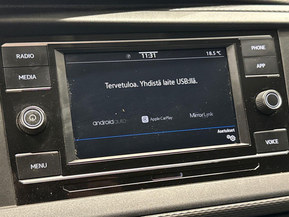 11:31
18.5 °C
RADIO
PHONE
MEDIA
APP
Tervetuloa. Yhdistä laite USB:llä.
androidauto
Apple CarPlay
MirrorLink
Asetukset
MENU
VOICE